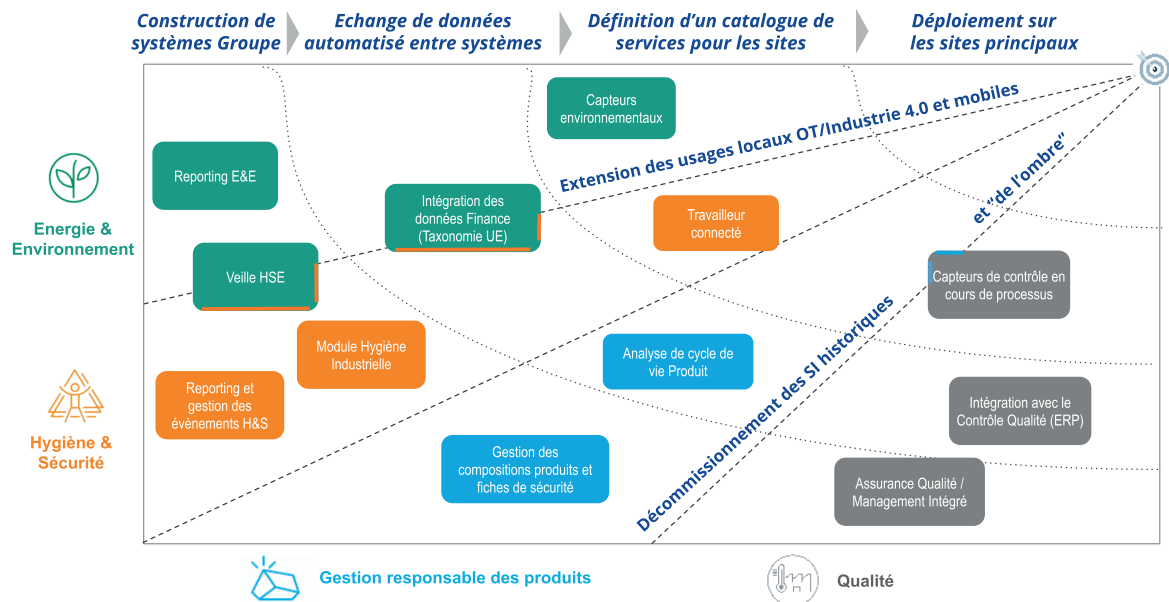 Construction de
systèmes Groupe
Echange de données
automatisé entre systèmes
Définition d’un catalogue de
services pour les sites
Déploiement sur
les sites principaux
Capteurs
environnementaux
Extension des usages locaux OT/Industrie 4.0 et mobiles
Reporting E&E
Energie &
Environnement
Intégration des
données Finance
(Taxonomie UE)
Travailleur
connecté
et “de l’ombre”
Veille HSE
Capteurs de contrôle en
cours de processus
Module Hygiène
Industrielle
Analyse de cycle de
vie Produit
Décommissionnement des SI historiques
Reporting et
gestion des
évènements H&S
Hygiène &
Sécurité
Intégration avec le
Contrôle Qualité (ERP)
Gestion des
compositions produits et
fiches de sécurité
Assurance Qualité /
Management Intégré
Gestion responsable des produits
Qualité